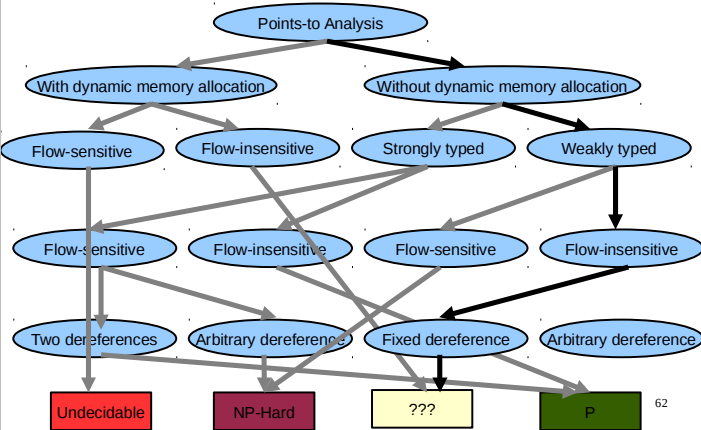 Points-to Analysis
With dynamic memory allocation
Without dynamic memory allocation
Flow-sensitive
Flow-insensitive
Strongly typed
Weakly typed
Flow-sensitive
Flow-insensitive
Flow-sensitive
Flow-insensitive
Two dereferences
Arbitrary dereference
Fixed dereference
Arbitrary dereference
Undecidable
NP-Hard
???
P
62